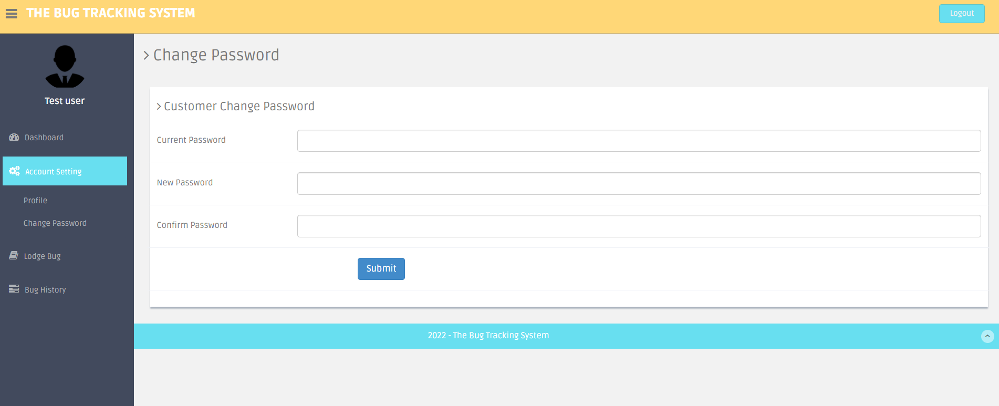 THE BUG TRACKING SYSTEM
Logout
Test user
Dashboard
Account Setting
Profile
Change Password
Lodge Bug
Bug History
Change Password
Customer Change Password
Current Password
New Password
Confirm Password
Submit
2022 - The Bug Tracking System